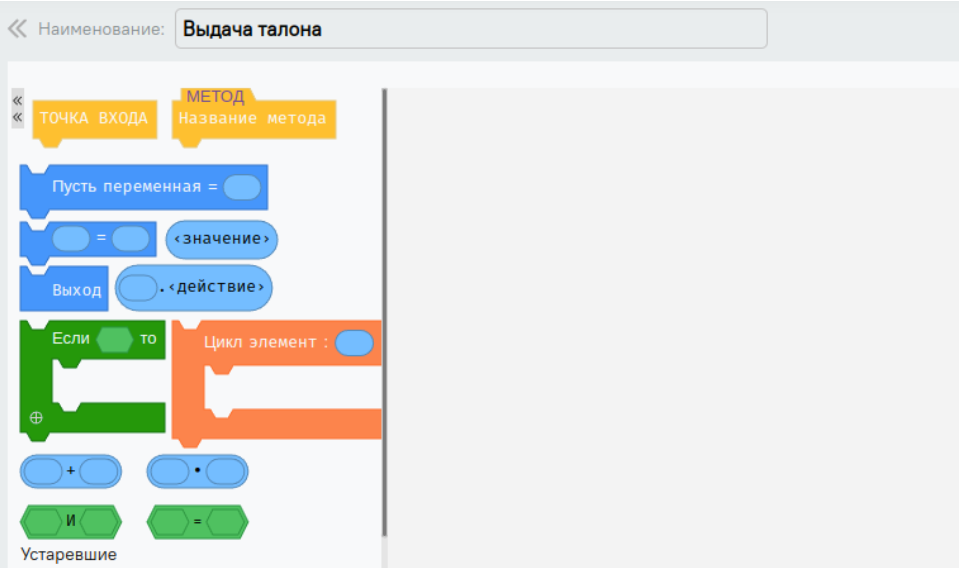 Наименование: Выдача талона
МЕТОД
ТОЧКА ВХОДА Название метода
Пусть переменная =
= ‹значение›
Выход .‹действие›
Если то Цикл элемент :
+ •
И =
Устаревшие